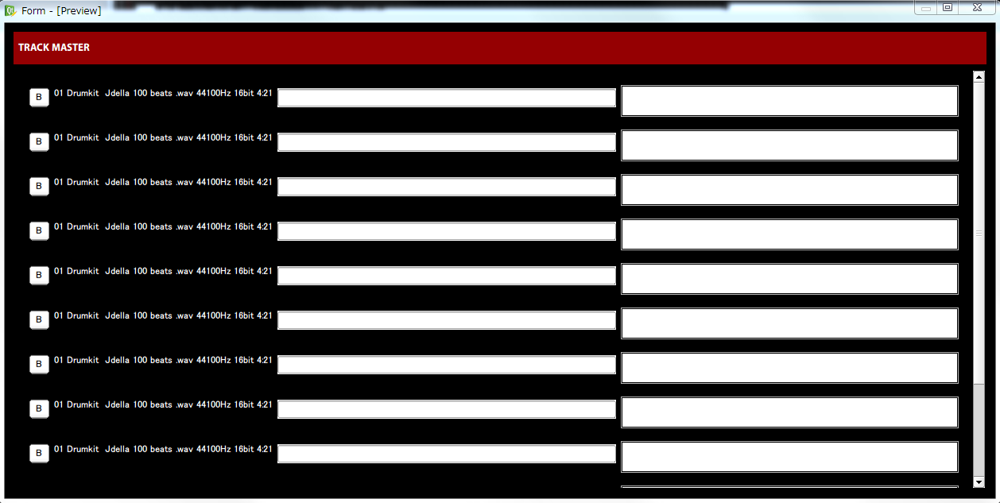 Form - [Preview]
TRACK MASTER
B 01 Drumkit Jdella 100 beats .wav 44100Hz 16bit 4:21
B 01 Drumkit Jdella 100 beats .wav 44100Hz 16bit 4:21
B 01 Drumkit Jdella 100 beats .wav 44100Hz 16bit 4:21
B 01 Drumkit Jdella 100 beats .wav 44100Hz 16bit 4:21
B 01 Drumkit Jdella 100 beats .wav 44100Hz 16bit 4:21
B 01 Drumkit Jdella 100 beats .wav 44100Hz 16bit 4:21
B 01 Drumkit Jdella 100 beats .wav 44100Hz 16bit 4:21
B 01 Drumkit Jdella 100 beats .wav 44100Hz 16bit 4:21
B 01 Drumkit Jdella 100 beats .wav 44100Hz 16bit 4:21